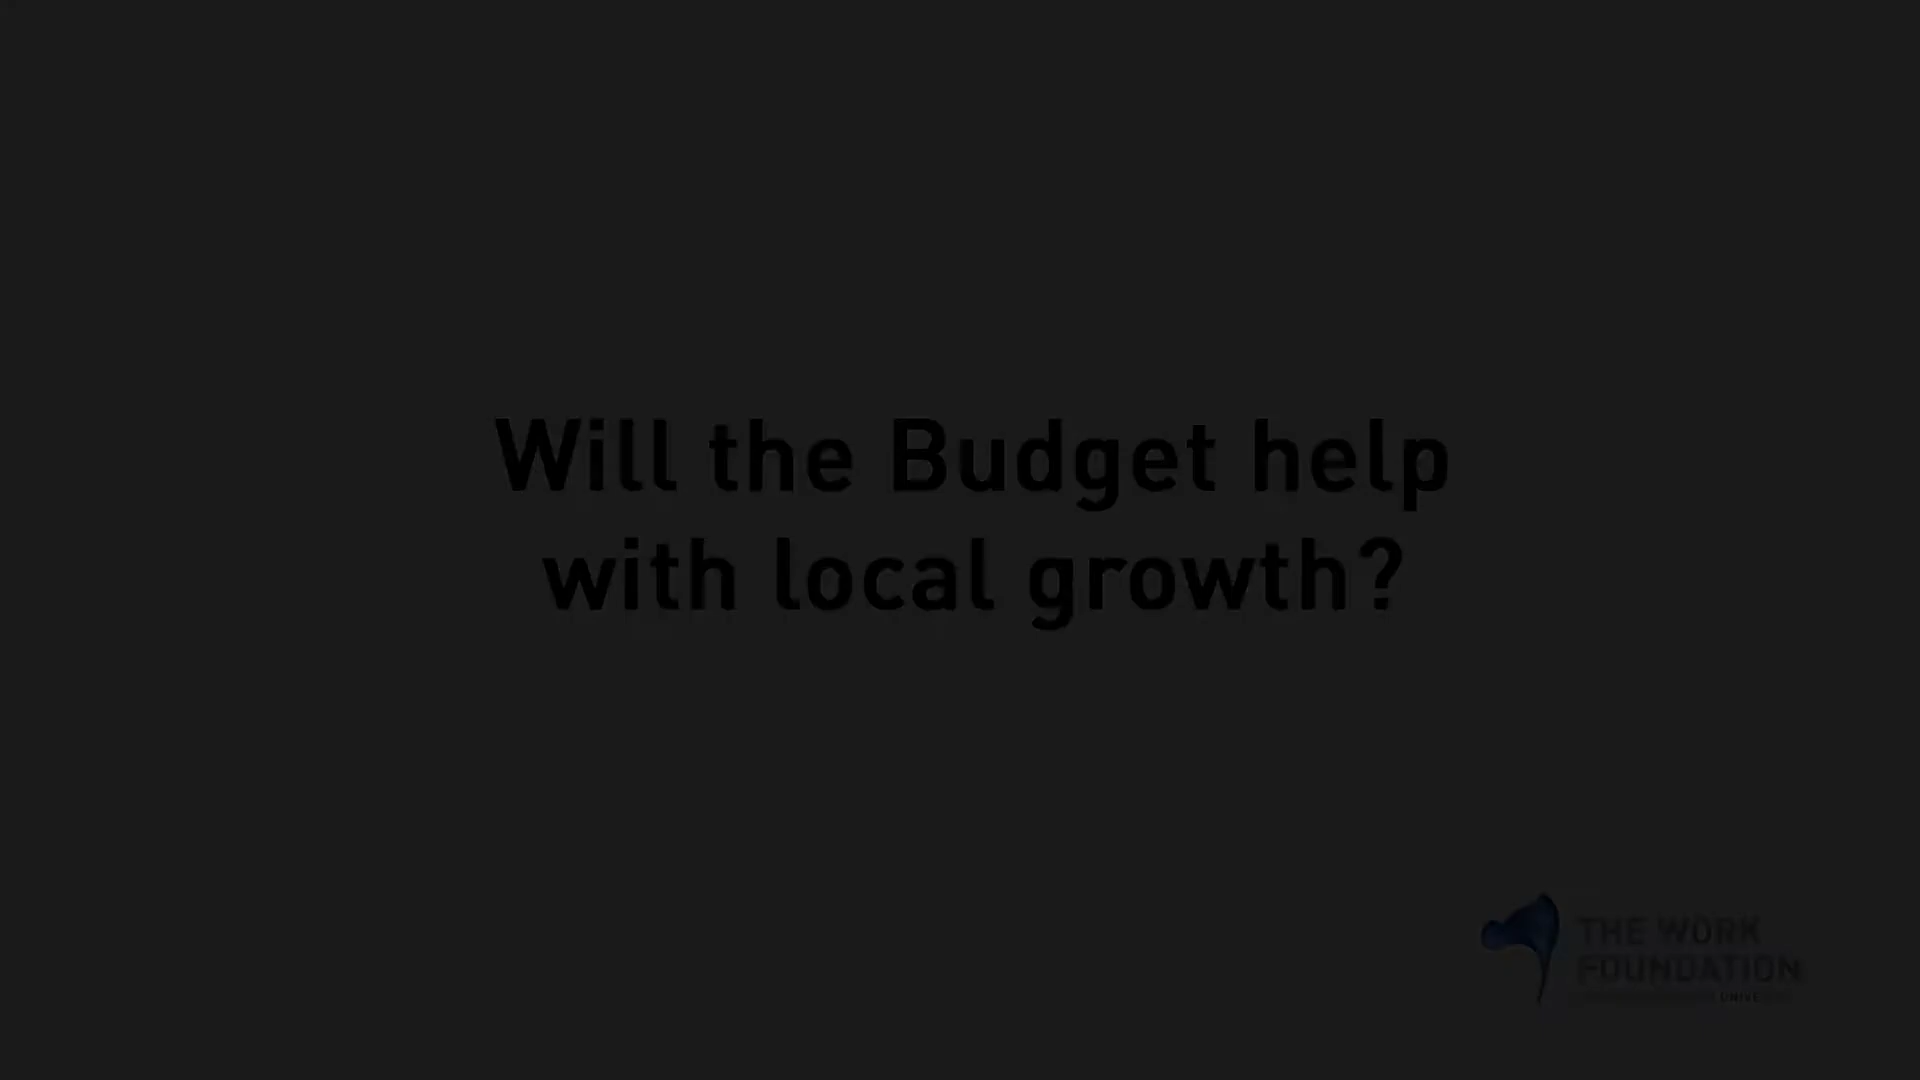 Will the Budget help
with local growth?
THE WORK
FOUNDATION